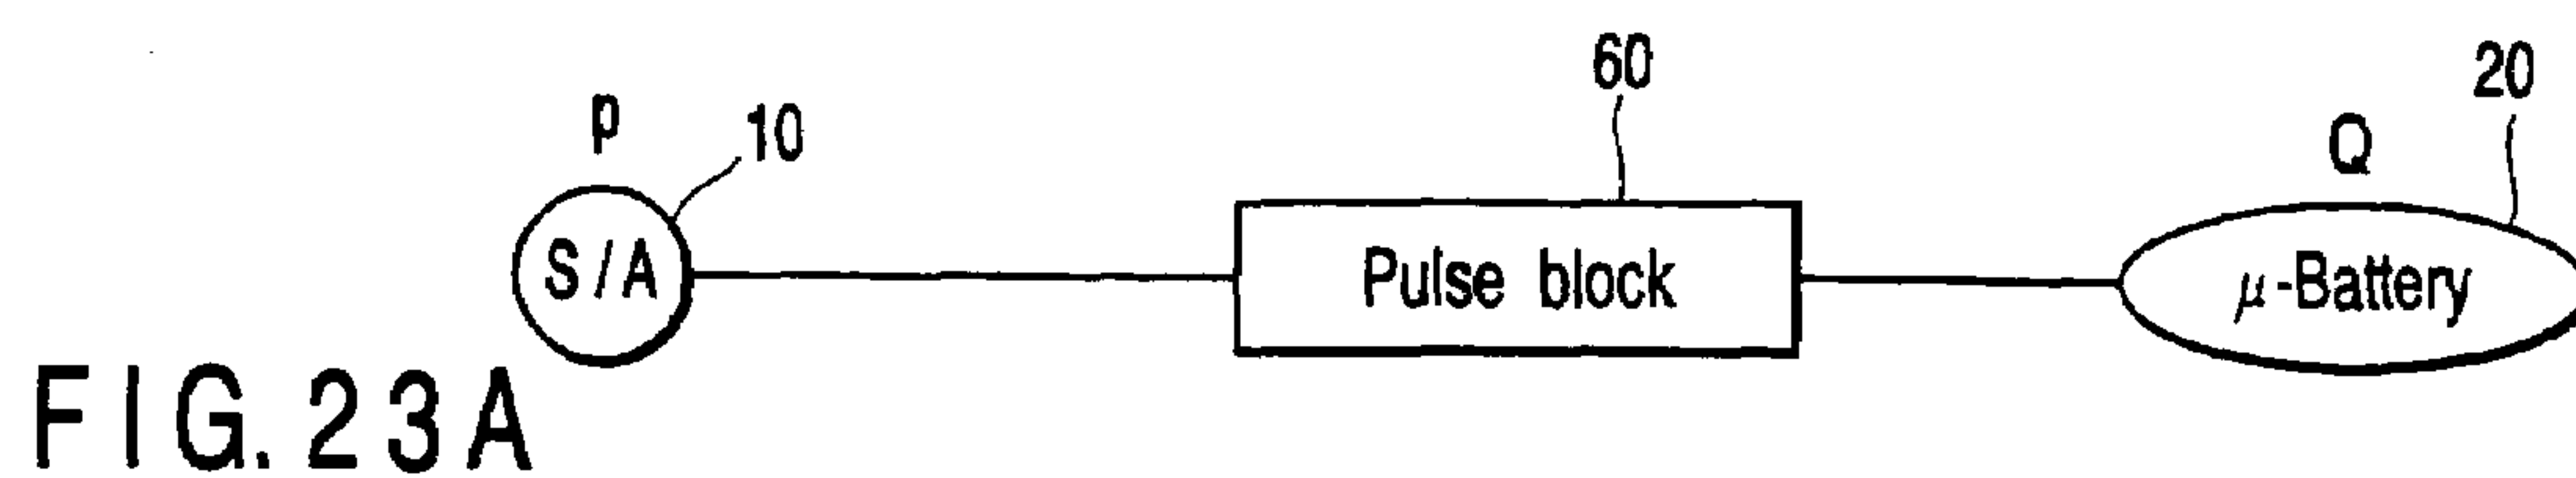 60
20
p
10
Q
S/A
Pulse block
μ-Battery
FIG. 23A